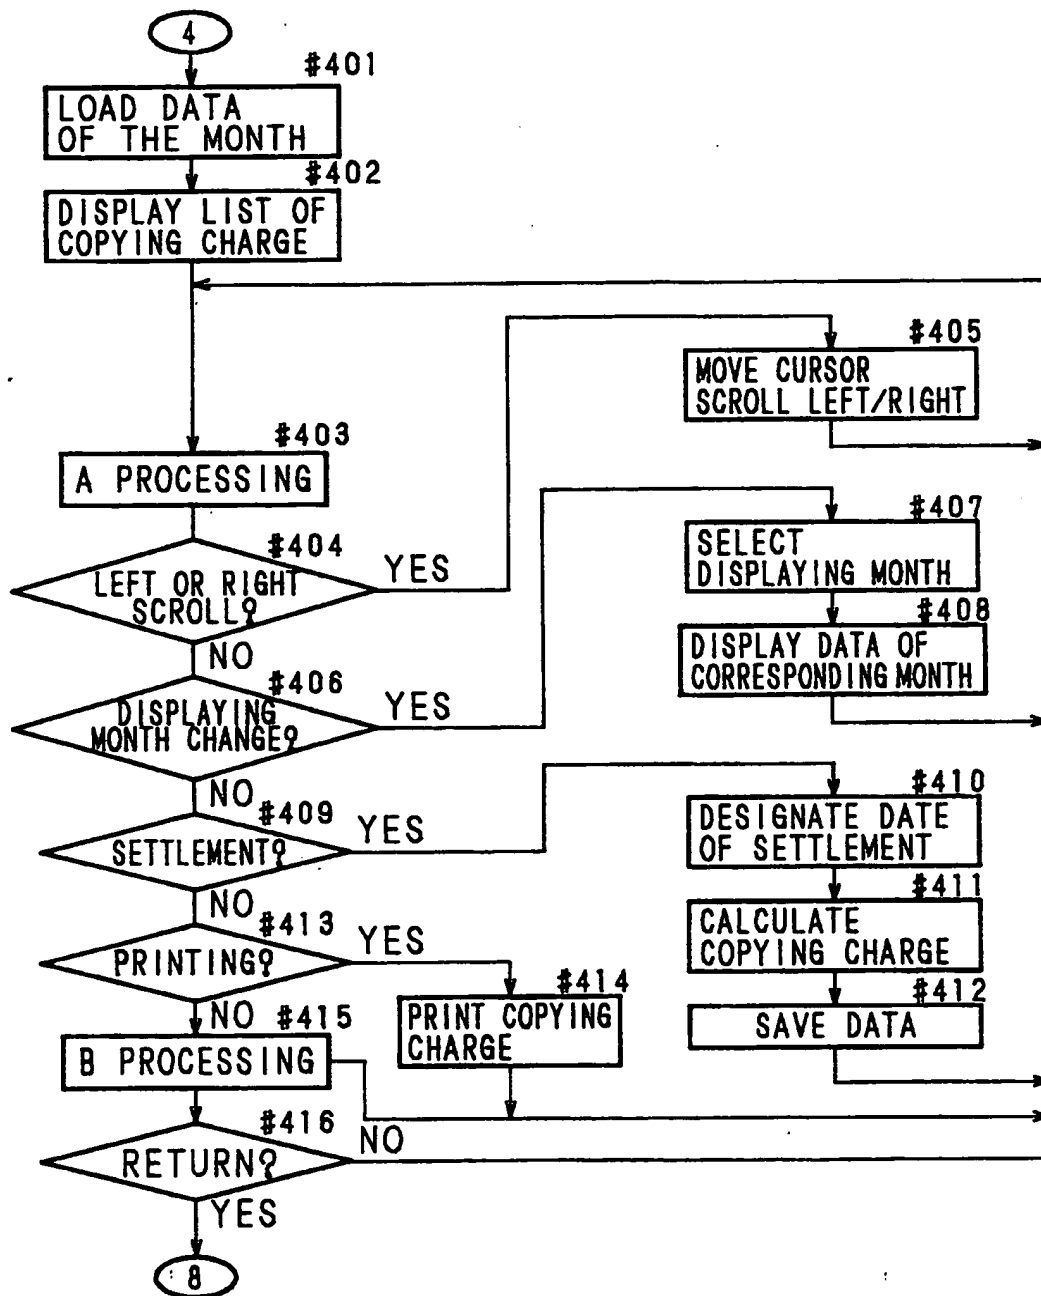 4
#401
LOAD DATA
OF THE MONTH
#402
DISPLAY LIST OF
COPYING CHARGE
#405
MOVE CURSOR
SCROLL LEFT/RIGHT
#403
A PROCESSING
#404
LEFT OR RIGHT
SCROLL?
YES
NO
#407
SELECT
DISPLAYING MONTH
#408
DISPLAY DATA OF
CORRESPONDING MONTH
#406
DISPLAYING
MONTH CHANGE?
YES
NO
#409
SETTLEMENT?
YES
NO
#410
DESIGNATE DATE
OF SETTLEMENT
#411
CALCULATE
COPYING CHARGE
#412
SAVE DATA
#413
PRINTING?
YES
NO
#414
PRINT COPYING
CHARGE
#415
B PROCESSING
#416
RETURN?
NO
YES
8